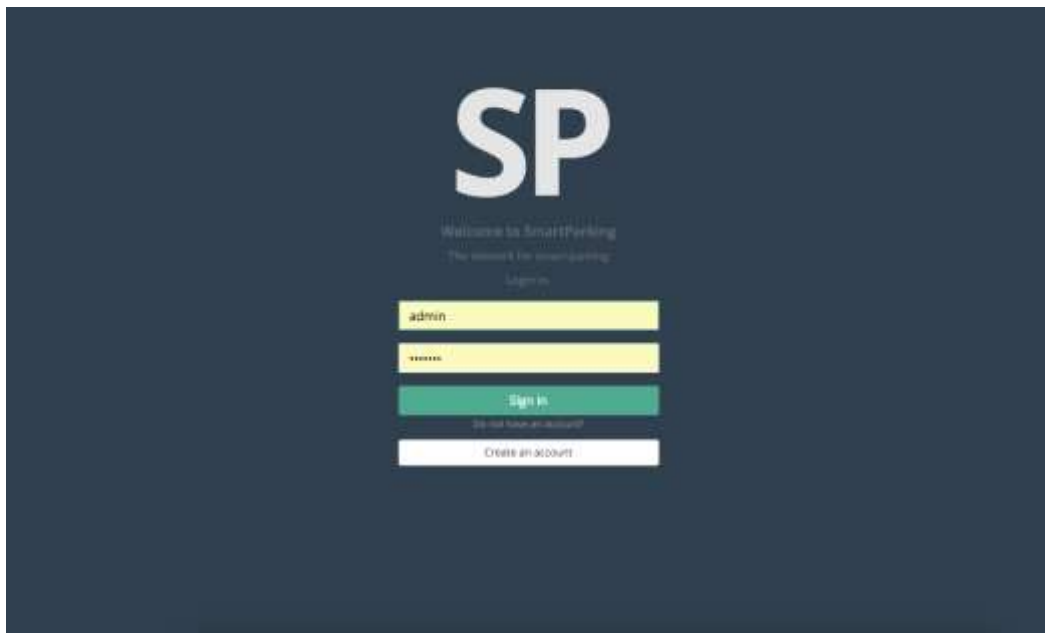 SP
Welcome to SmartParking
The network for smart parking
Login in
admin
•••••••
Sign in
Do not have an account?
Create an account